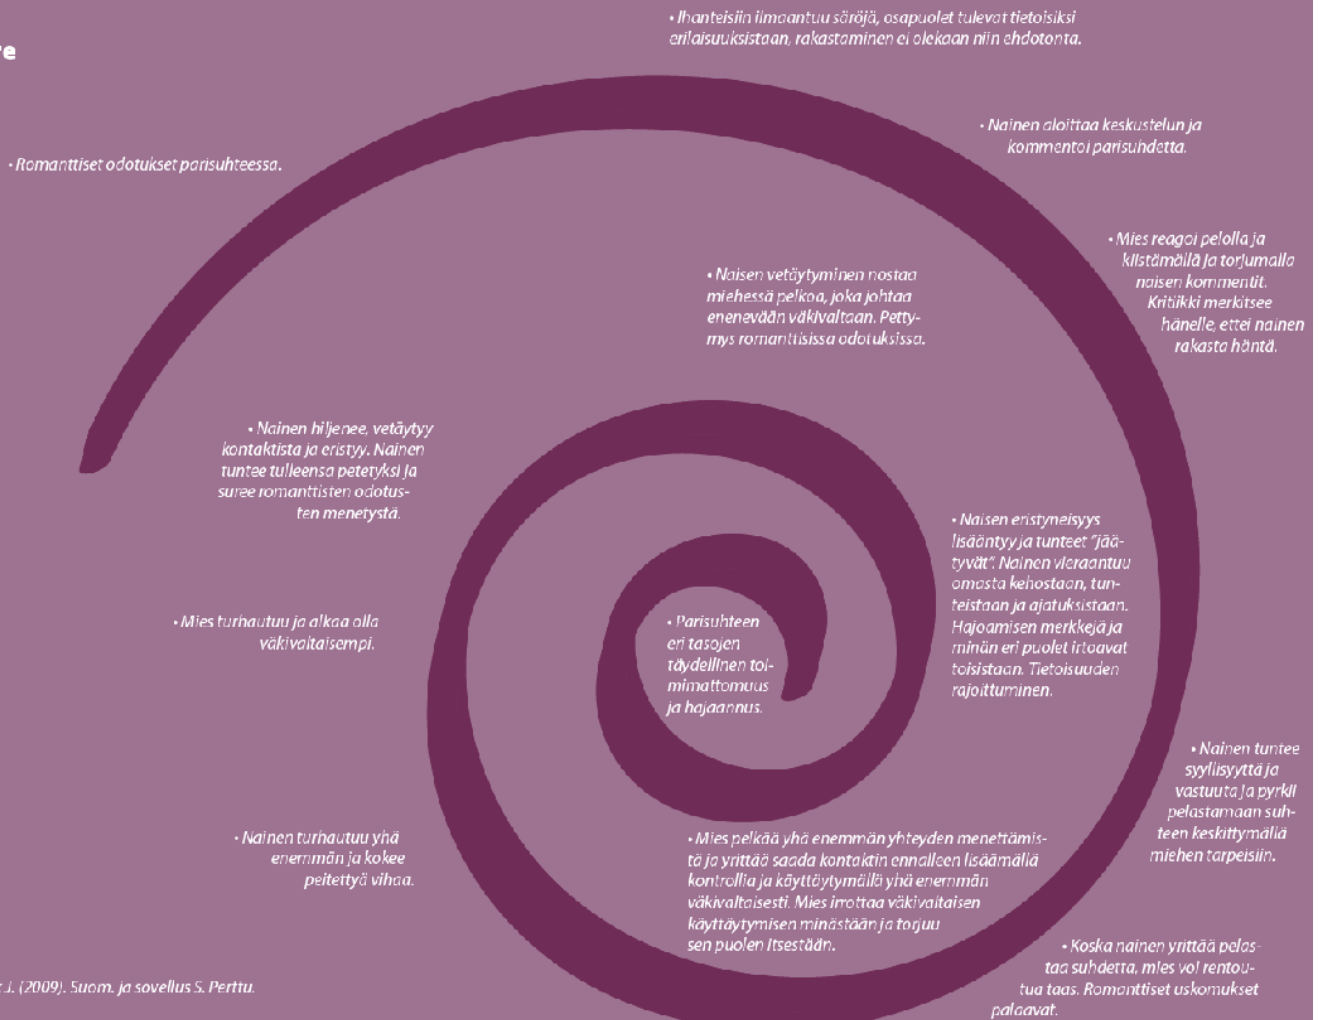 re
• Romanttiset odotukset parisuhteessa.
• Ihanteisiin ilmaantuu säröjä, osapuolet tulevat tietoisiksi
erilaisuuksistaan, rakastaminen ei olekaan niin ehdotonta.
• Nainen aloittaa keskustelun ja
kommentoi parisuhdetta.
• Mies reagoi pelolla ja
kiistämällä ja torjumalla
naisen kommentit.
Kritiikki merkitsee
hänelle, ettei nainen
rakasta häntä.
• Nainen tuntee
syyllisyyttä ja
vastuuta ja pyrkii
pelastamaan suh-
teen keskittymällä
miehen tarpeisiin.
• Koska nainen yrittää pelas-
taa suhdetta, mies voi rentou-
tua taas. Romanttiset uskomukset
palaavat.
• Nainen turhautuu yhä
enemmän ja kokee
peitettyä vihaa.
• Mies turhautuu ja alkaa olla
väkivaltaisempi.
• Nainen hiljenee, vetäytyy
kontaktista ja eristyy. Nainen
tuntee tulleensa petetyksi ja
suree romanttisten odotus-
ten menetystä.
• Naisen vetäytyminen nostaa
miehessä pelkoa, joka johtaa
enenevään väkivaltaan. Petty-
mys romanttisissa odotuksissa.
• Naisen eristyneisyys
lisääntyy ja tunteet ”jää-
tyvät”. Nainen vieraantuu
omasta kehostaan, tun-
teistaan ja ajatuksistaan.
Hajoamisen merkkejä ja
minän eri puolet irtoavat
toisistaan. Tietoisuuden
rajoittuminen.
• Mies pelkää yhä enemmän yhteyden menettämis-
tä ja yrittää saada kontaktin ennalleen lisäämällä
kontrollia ja käyttäytymällä yhä enemmän
väkivaltaisesti. Mies irrottaa väkivaltaisen
käyttäytymisen minästään ja torjuu
sen puolen itsestään.
• Parisuhteen
eri tasojen
täydellinen toi-
mimattomuus
ja hajaannus.
J. (2009). Suom. ja sovellus S. Perttu.